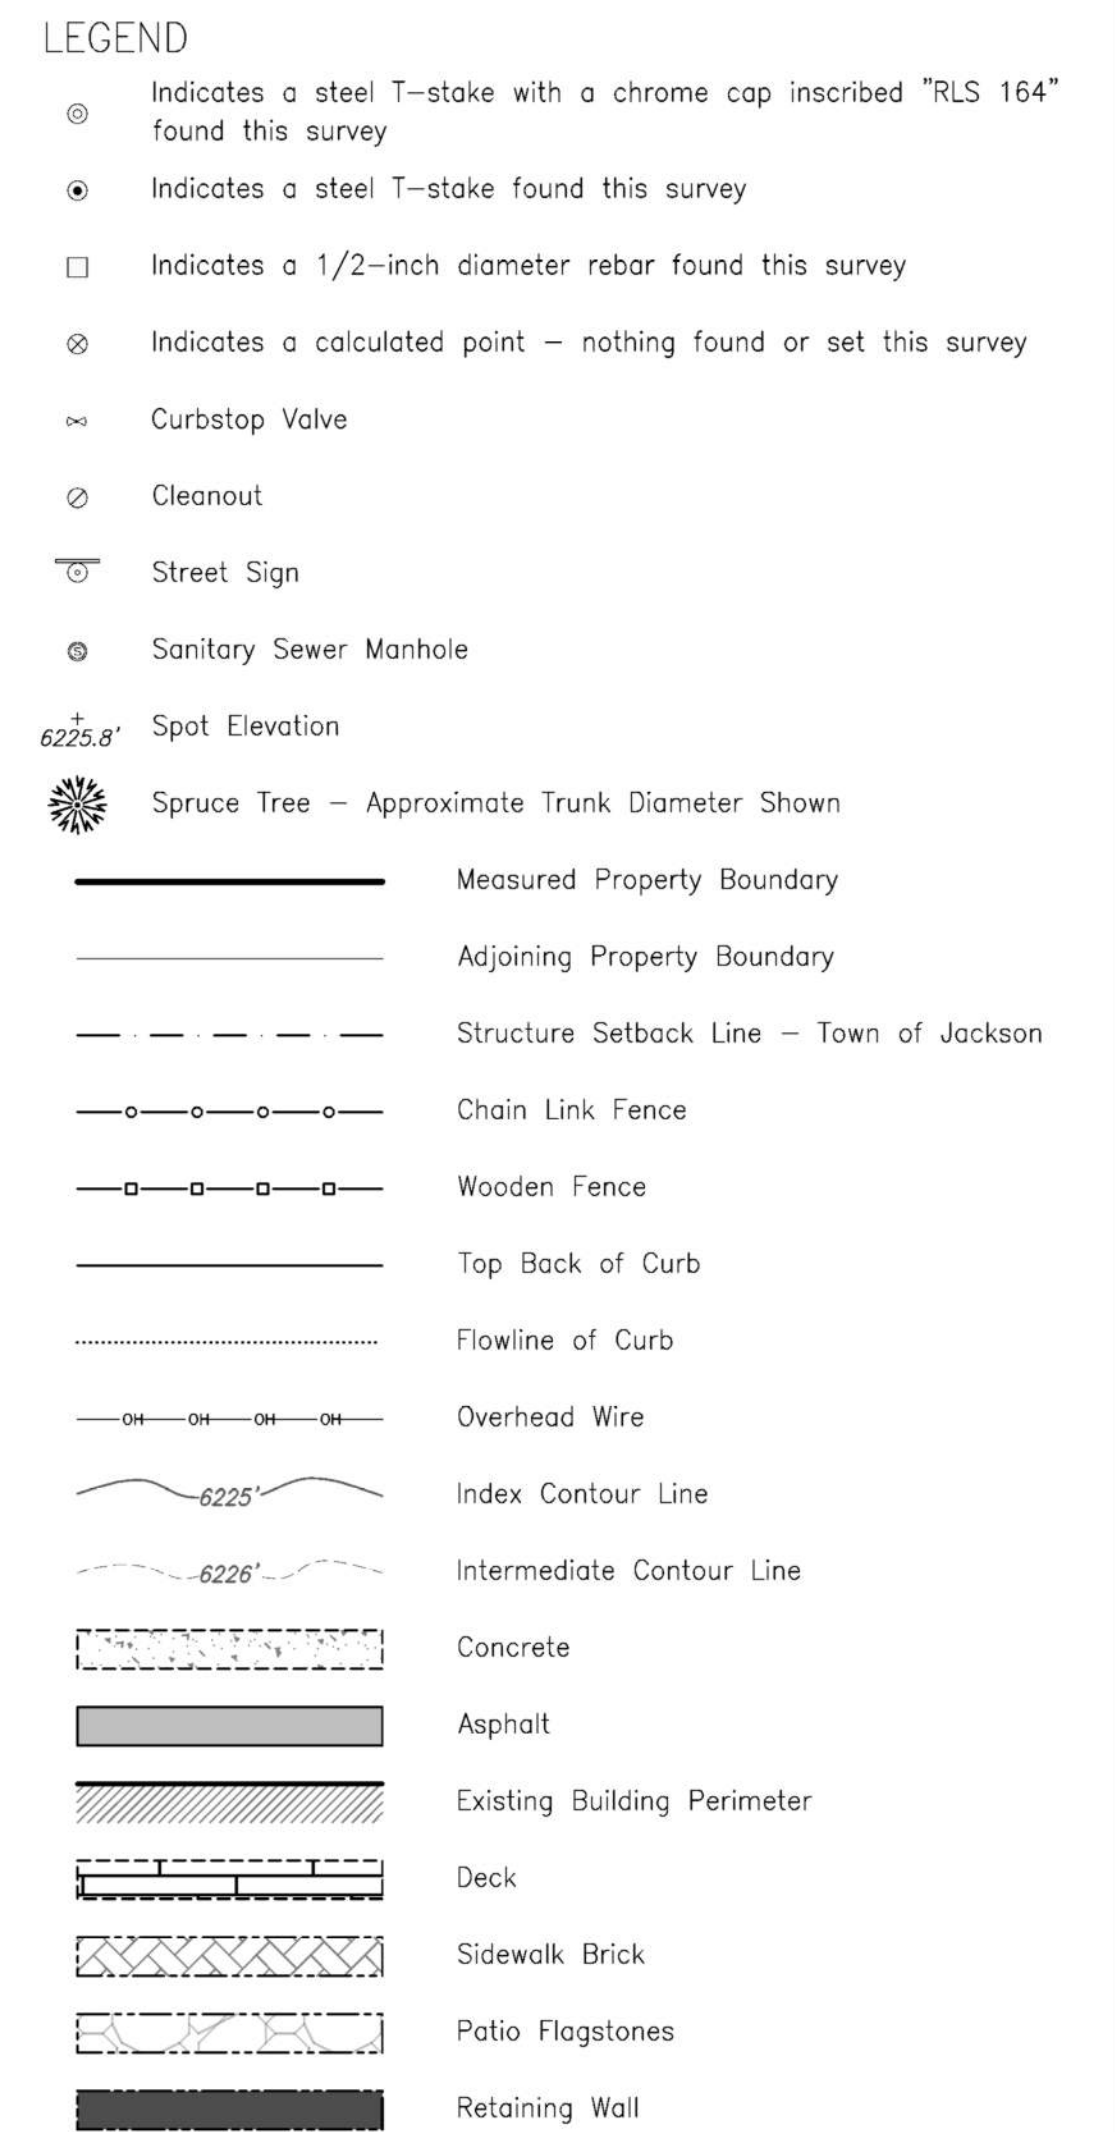 LEGEND
Indicates a steel T-stake with a chrome cap inscribed "RLS 164"
found this survey
Indicates a steel T-stake found this survey
Indicates a 1/2-inch diameter rebar found this survey
Indicates a calculated point - nothing found or set this survey
Curbstop Valve
Cleanout
Street Sign
S Sanitary Sewer Manhole
+
6225.8' Spot Elevation
Spruce Tree - Approximate Trunk Diameter Shown
Measured Property Boundary
Adjoining Property Boundary
Structure Setback Line - Town of Jackson
Chain Link Fence
Wooden Fence
Top Back of Curb
Flowline of Curb
OH OH OH OH Overhead Wire
6225' Index Contour Line
6226' Intermediate Contour Line
Concrete
Asphalt
Existing Building Perimeter
Deck
Sidewalk Brick
Patio Flagstones
Retaining Wall